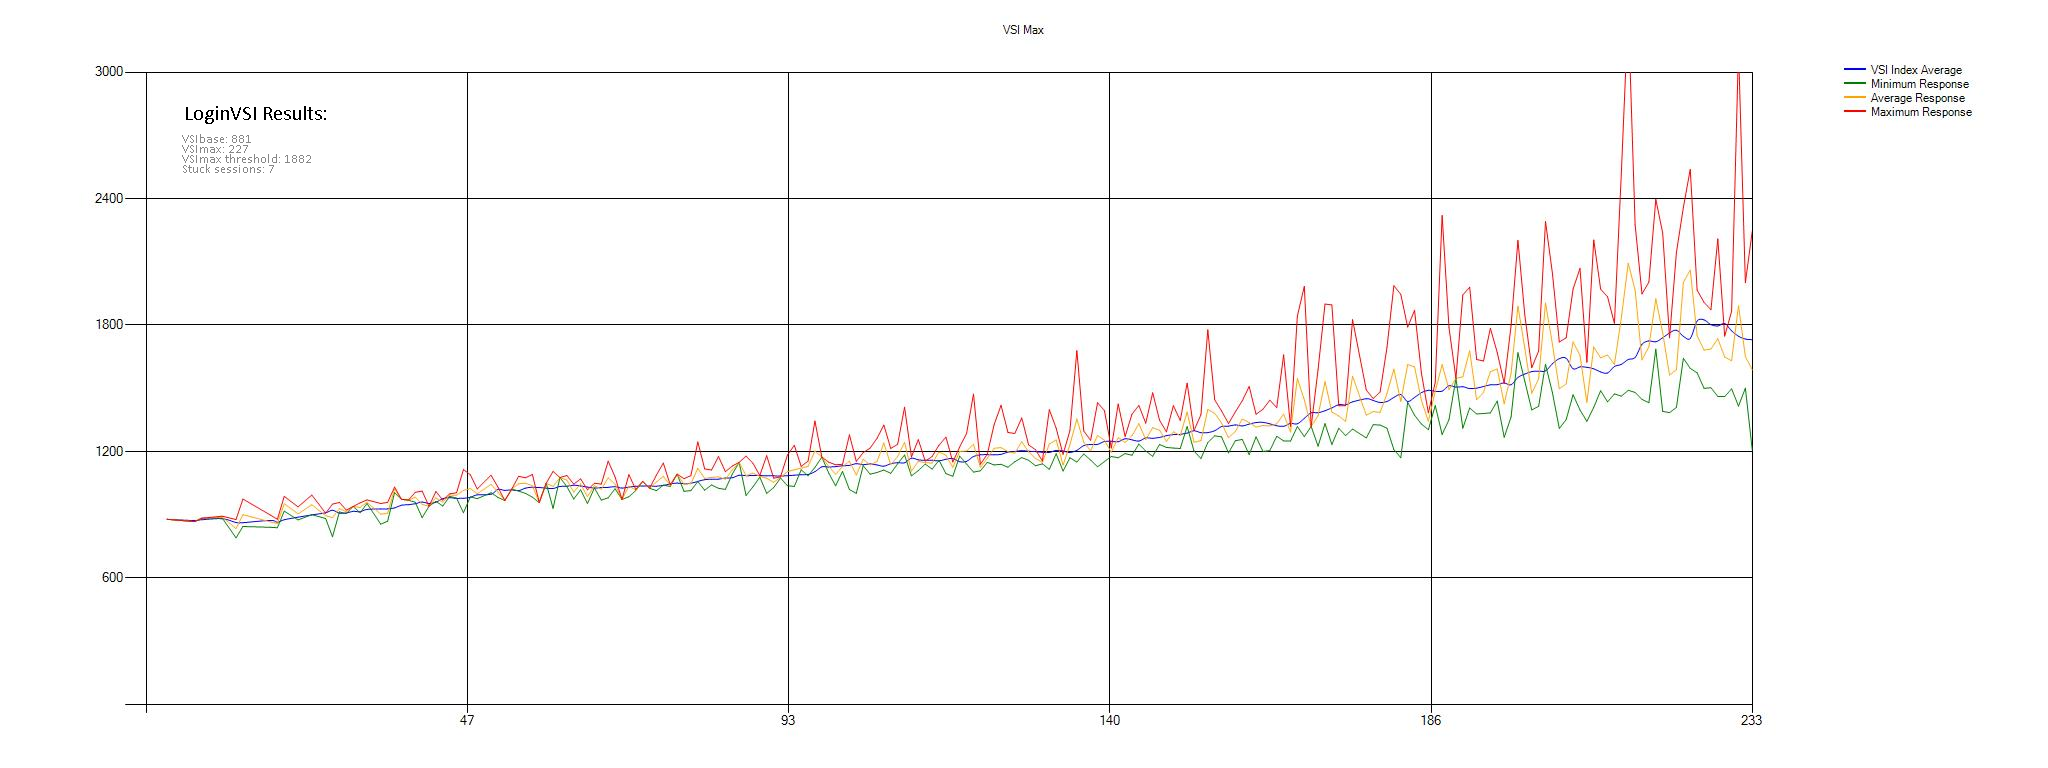 VSI Max
3000
2400
1800
1200
600
LoginVSI Results:
VSIbase: 881
VSImax: 227
VSImax threshold: 1882
Stuck sessions: 7
VSI Index Average
Minimum Response
Average Response
Maximum Response
47
93
140
186
233